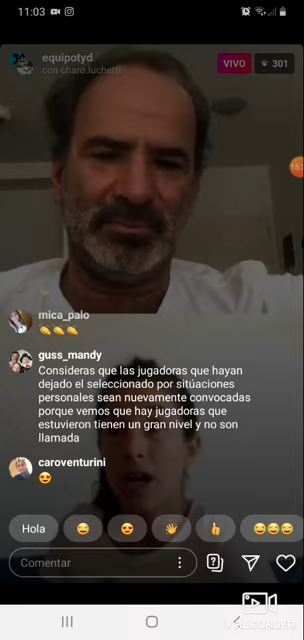 11:03
equipotyd
con charo.luchetti
VIVO
301
mica_palo
guss_mandy
Consideras que las jugadoras que hayan
dejado el seleccionado por sitúaciones
personales sean nuevamente convocadas
porque vemos que hay jugadoras que
estuvieron tienen un gran nivel y no son
llamada
caroventurini
Hola
Comentar
RECORDER